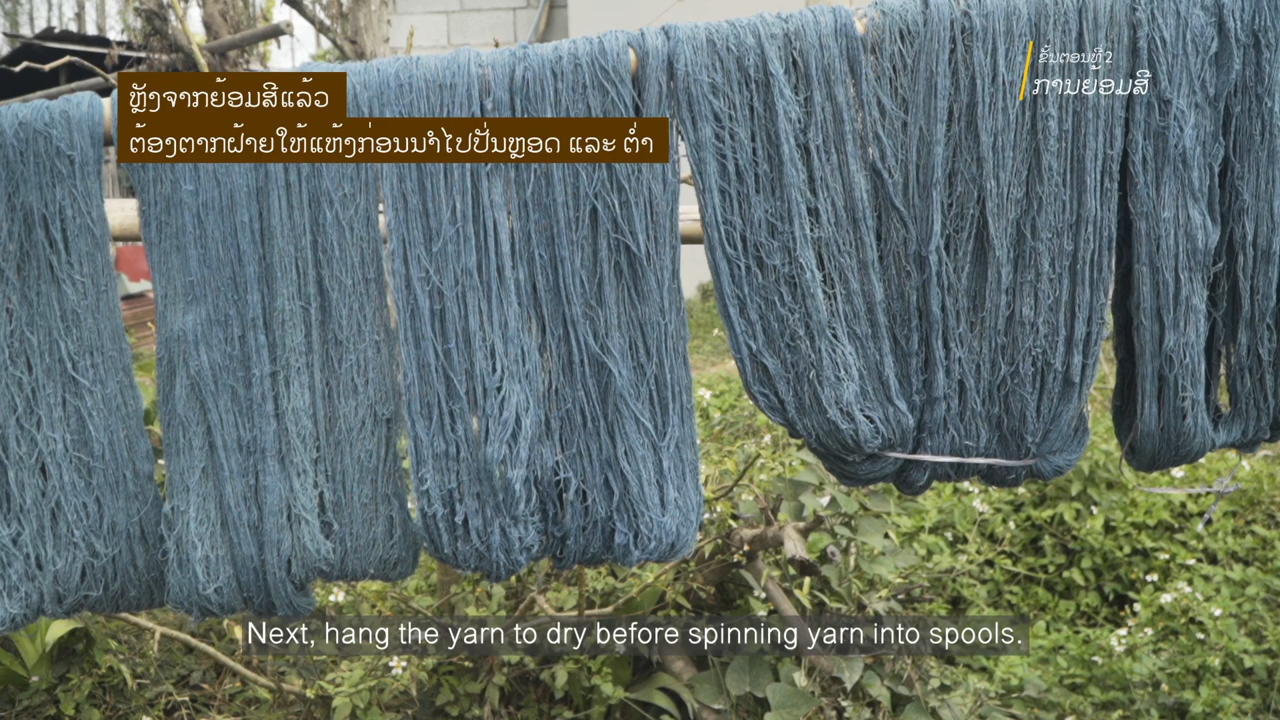 ຫຼັງຈາກຍ້ອມສີແລ້ວ
ຕ້ອງຕາກຝ້າຍໃຫ້ແຫ້ງກ່ອນນຳໄປປັ່ນຫຼອດ ແລະ ຕ່ຳ
ຂັ້ນຕອນທີ 2
ການຍ້ອມສີ
Next, hang the yarn to dry before spinning yarn into spools.